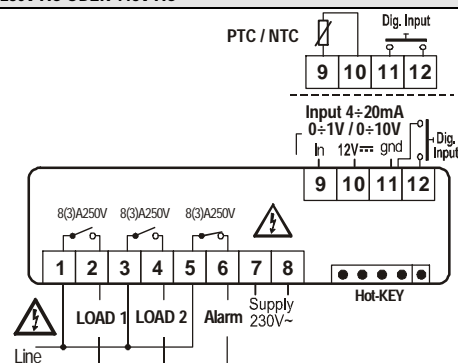 PTC / NTC
Dig. Input
9 10 11 12
Input 4÷20mA
0÷1V / 0÷10V
In 12V gnd
Dig.
Input
9 10 11 12
8(3)A250V 8(3)A250V 8(3)A250V
1 2 3 4 5 6 7 8
Hot-KEY
LOAD 1 LOAD 2 Alarm Supply
230V~
Line